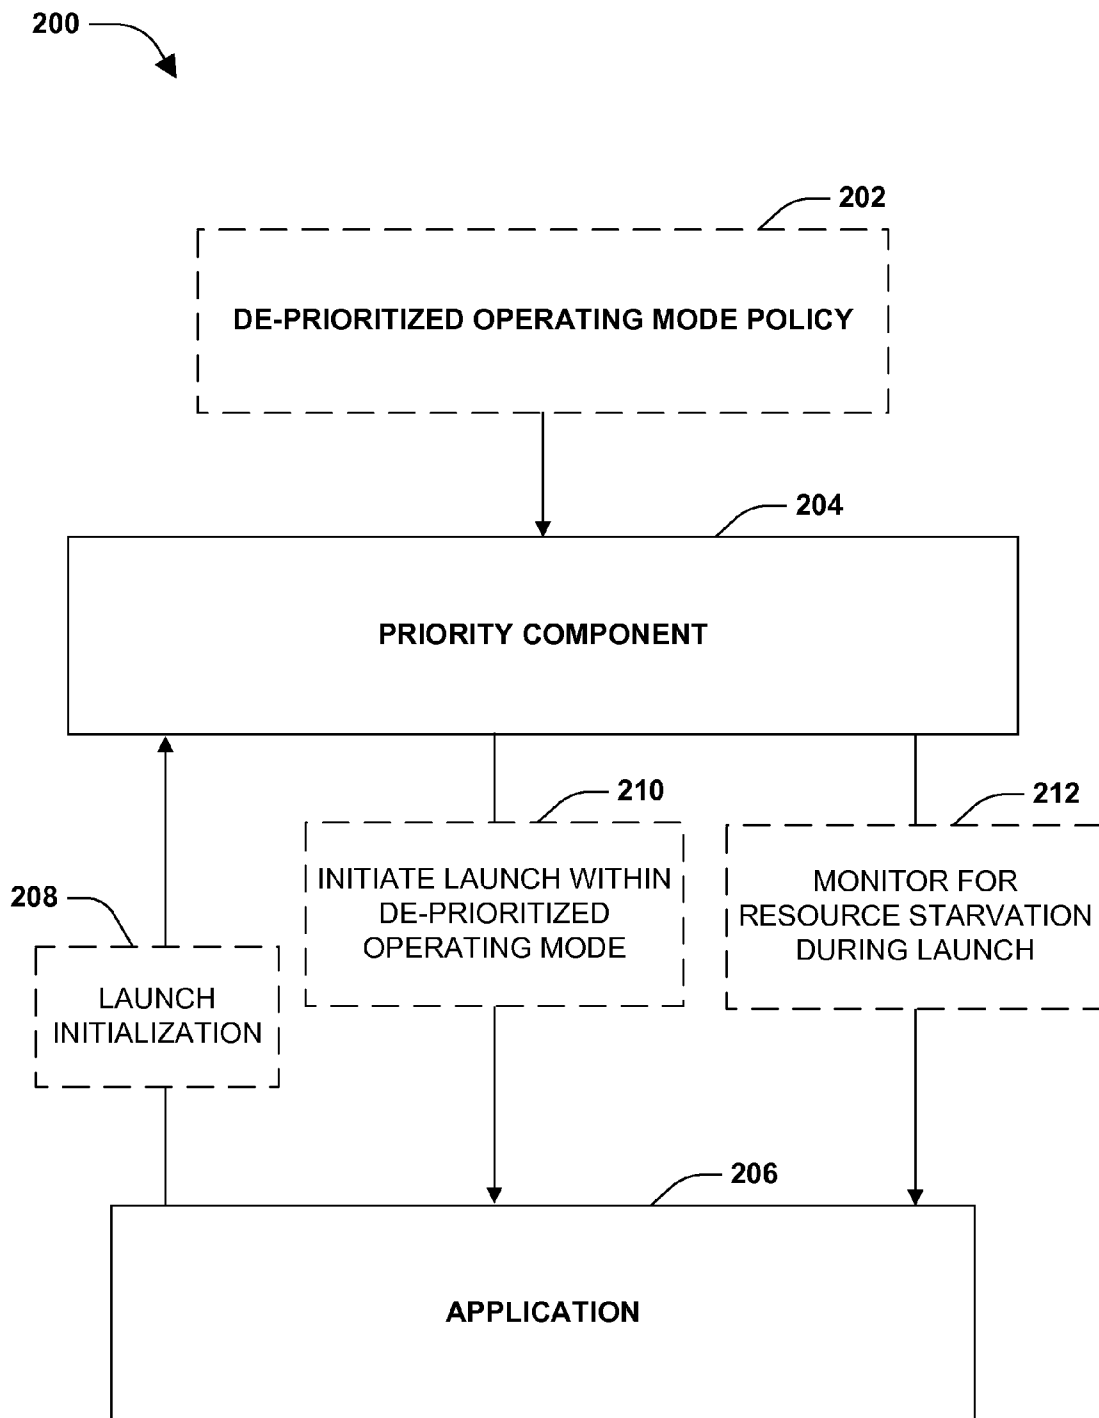 200
202
DE-PRIORITIZED OPERATING MODE POLICY
204
PRIORITY COMPONENT
210
212
INITIATE LAUNCH WITHIN
DE-PRIORITIZED
OPERATING MODE
MONITOR FOR
RESOURCE STARVATION
DURING LAUNCH
208
LAUNCH
INITIALIZATION
206
APPLICATION